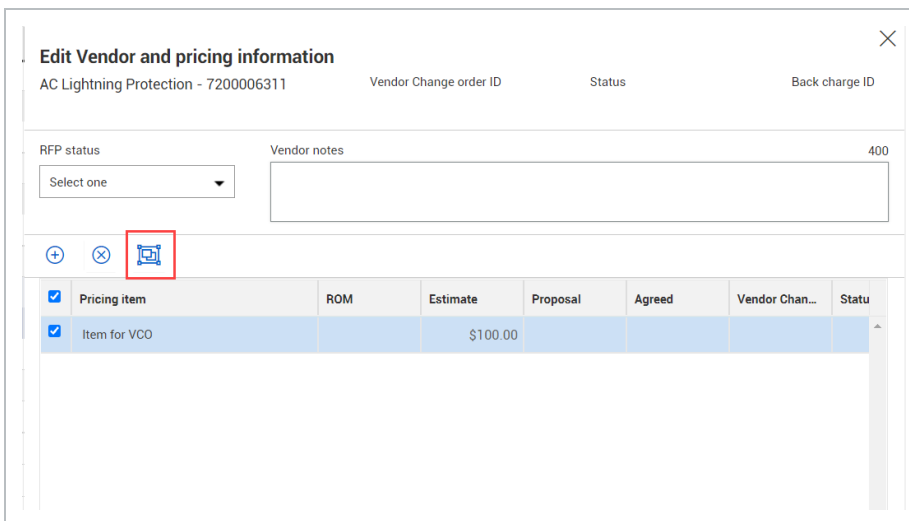 Edit Vendor and pricing information
AC Lightning Protection - 7200006311 Vendor Change order ID Status Back charge ID
RFP status Vendor notes 400
Select one
Pricing item ROM Estimate Proposal Agreed Vendor Chan... Statu
Item for VCO $100.00